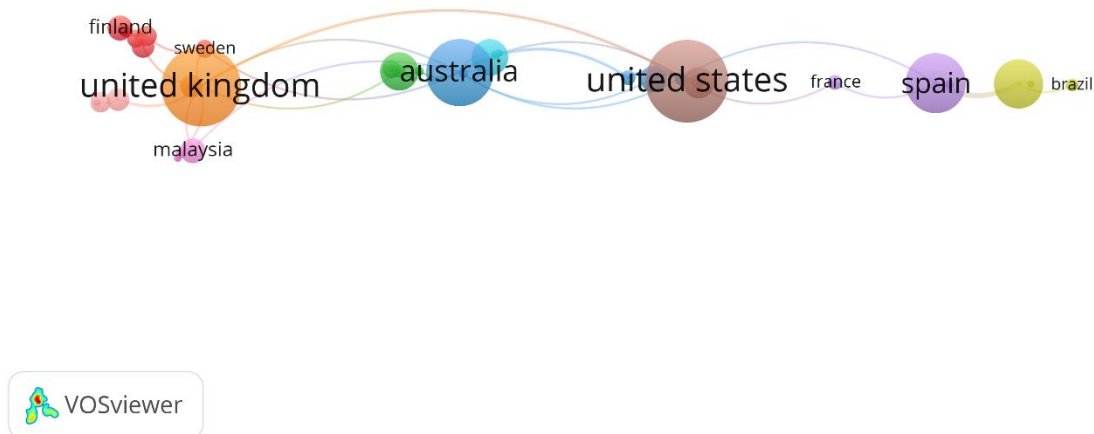 finland
sweden
united kingdom
australia
united states
france
spain
brazil
malaysia
VOSviewer